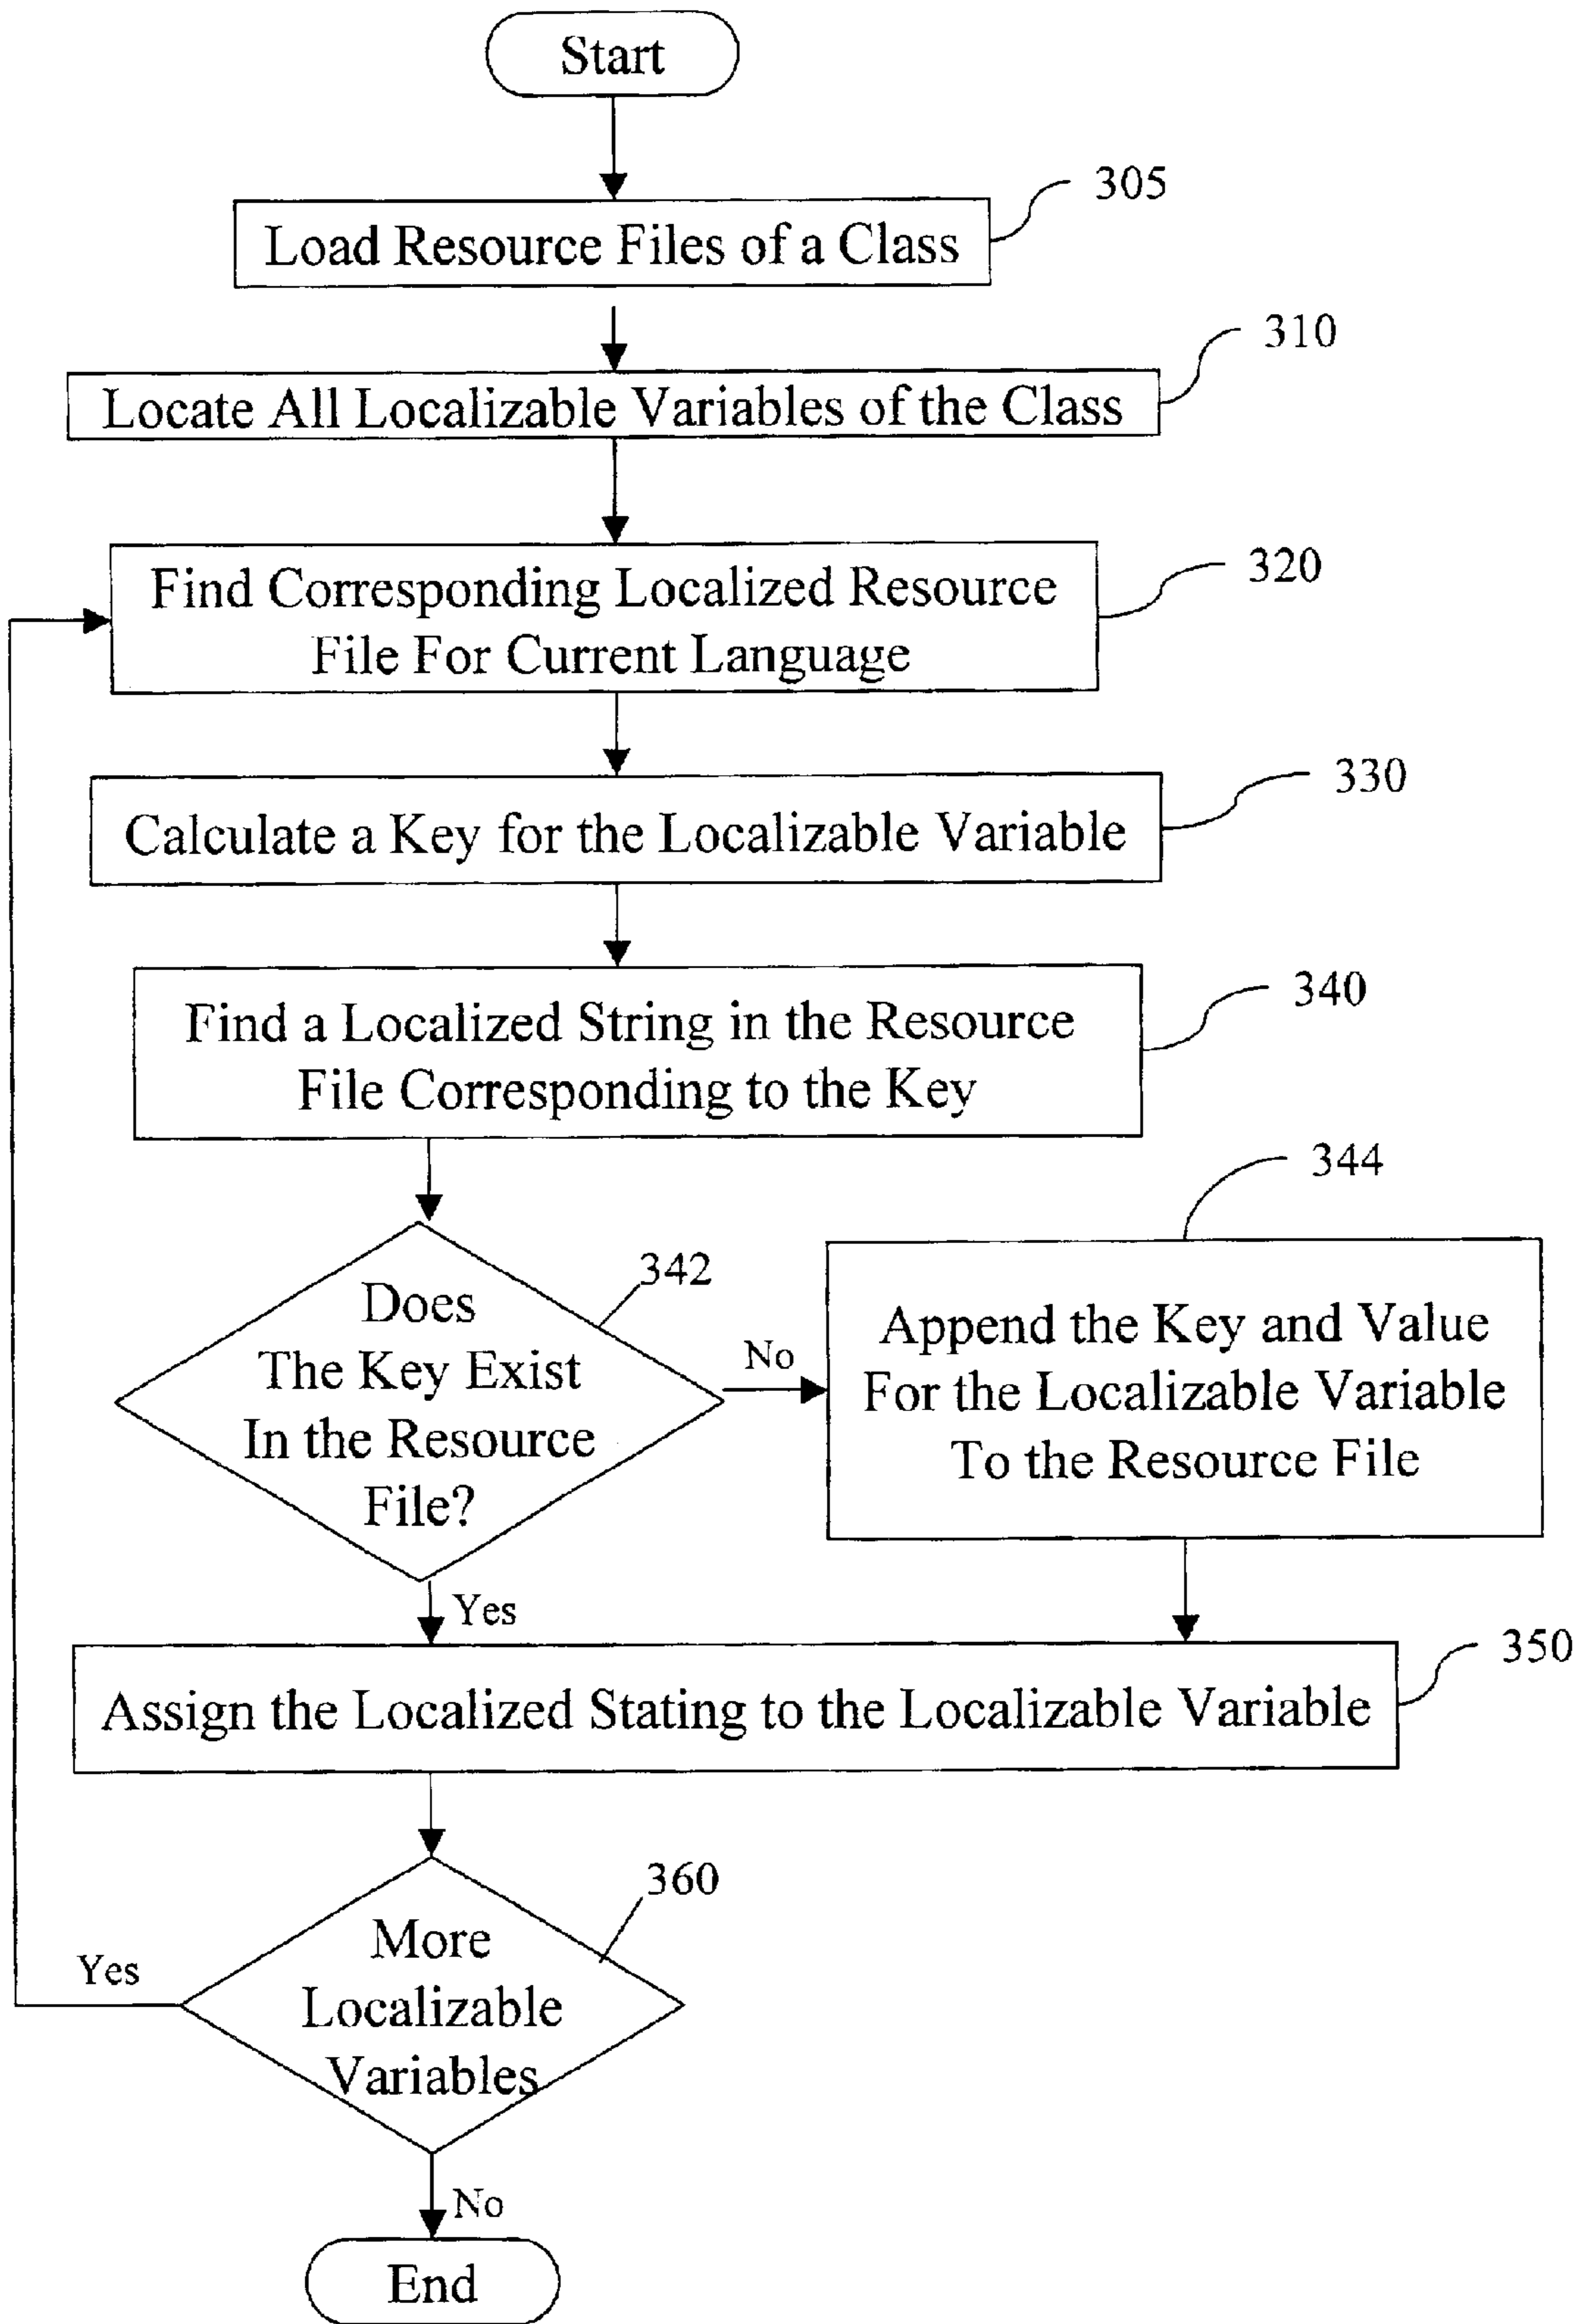 Start
305
Load Resource Files of a Class
310
Locate All Localizable Variables of the Class
320
Find Corresponding Localized Resource
File For Current Language
330
Calculate a Key for the Localizable Variable
340
Find a Localized String in the Resource
File Corresponding to the Key
342
Does
The Key Exist
In the Resource
File?
No
344
Append the Key and Value
For the Localizable Variable
To the Resource File
Yes
350
Assign the Localized Stating to the Localizable Variable
360
More
Localizable
Variables
Yes
No
End